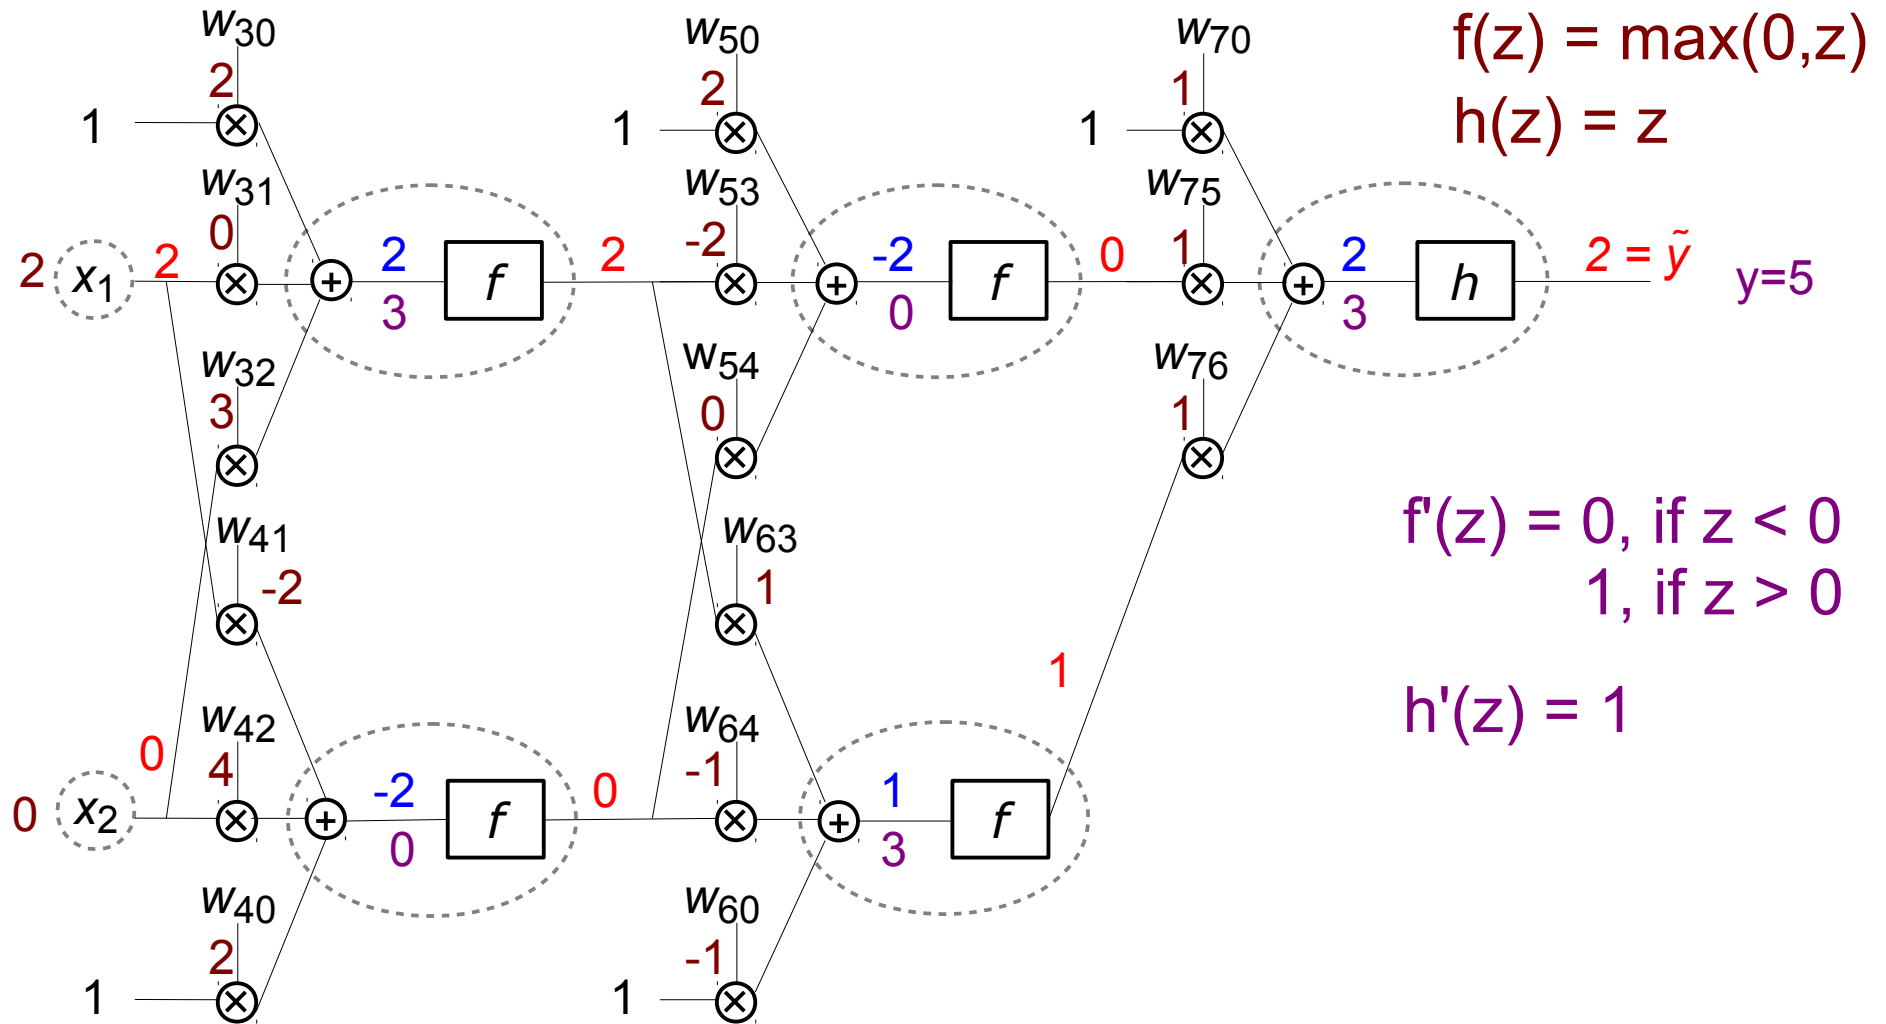 w30
2
1
w31
0
2
x1
2
2
3
f
2
w32
3
w41
-2
0
w42
4
0
x2
-2
0
f
0
w40
2
1
w50
2
1
w53
-2
-2
0
f
0
w54
0
w63
1
w64
-1
1
3
f
1
w60
-1
1
w70
1
1
w75
1
2
3
h
2 = ỹ
y=5
w76
1
f(z) = max(0,z)
h(z) = z
f'(z) = 0, if z < 0
1, if z > 0
h'(z) = 1